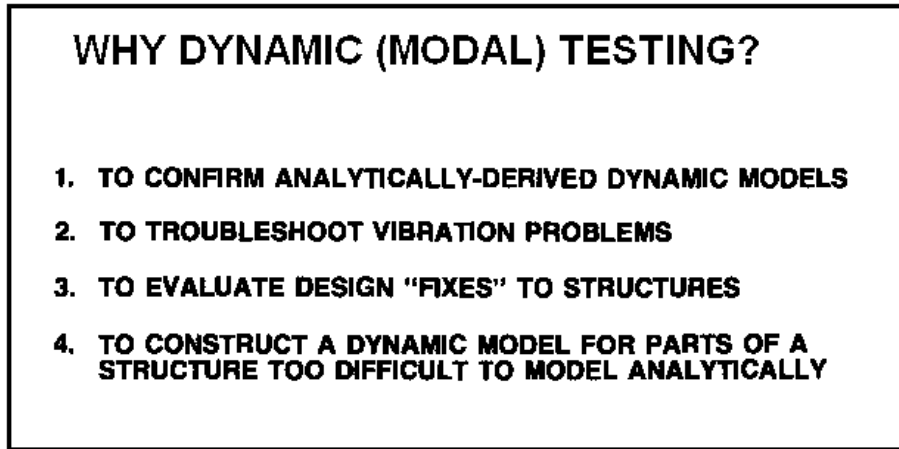 WHY DYNAMIC (MODAL) TESTING?
1. TO CONFIRM ANALYTICALLY-DERIVED DYNAMIC MODELS
2. TO TROUBLESHOOT VIBRATION PROBLEMS
3. TO EVALUATE DESIGN "FIXES" TO STRUCTURES
4. TO CONSTRUCT A DYNAMIC MODEL FOR PARTS OF A
STRUCTURE TOO DIFFICULT TO MODEL ANALYTICALLY